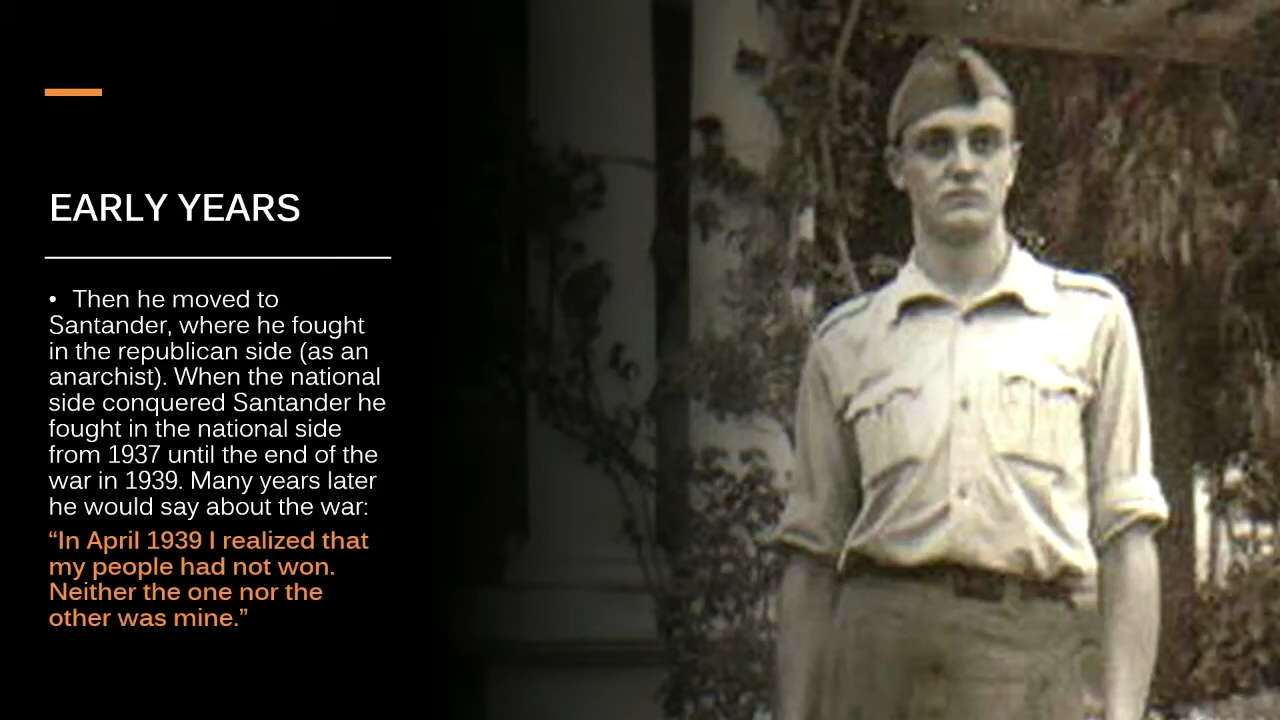 EARLY YEARS
• Then he moved to
Santander, where he fought
in the republican side (as an
anarchist). When the national
side conquered Santander he
fought in the national side
from 1937 until the end of the
war in 1939. Many years later
he would say about the war:
“In April 1939 I realized that
my people had not won.
Neither the one nor the
other was mine.”